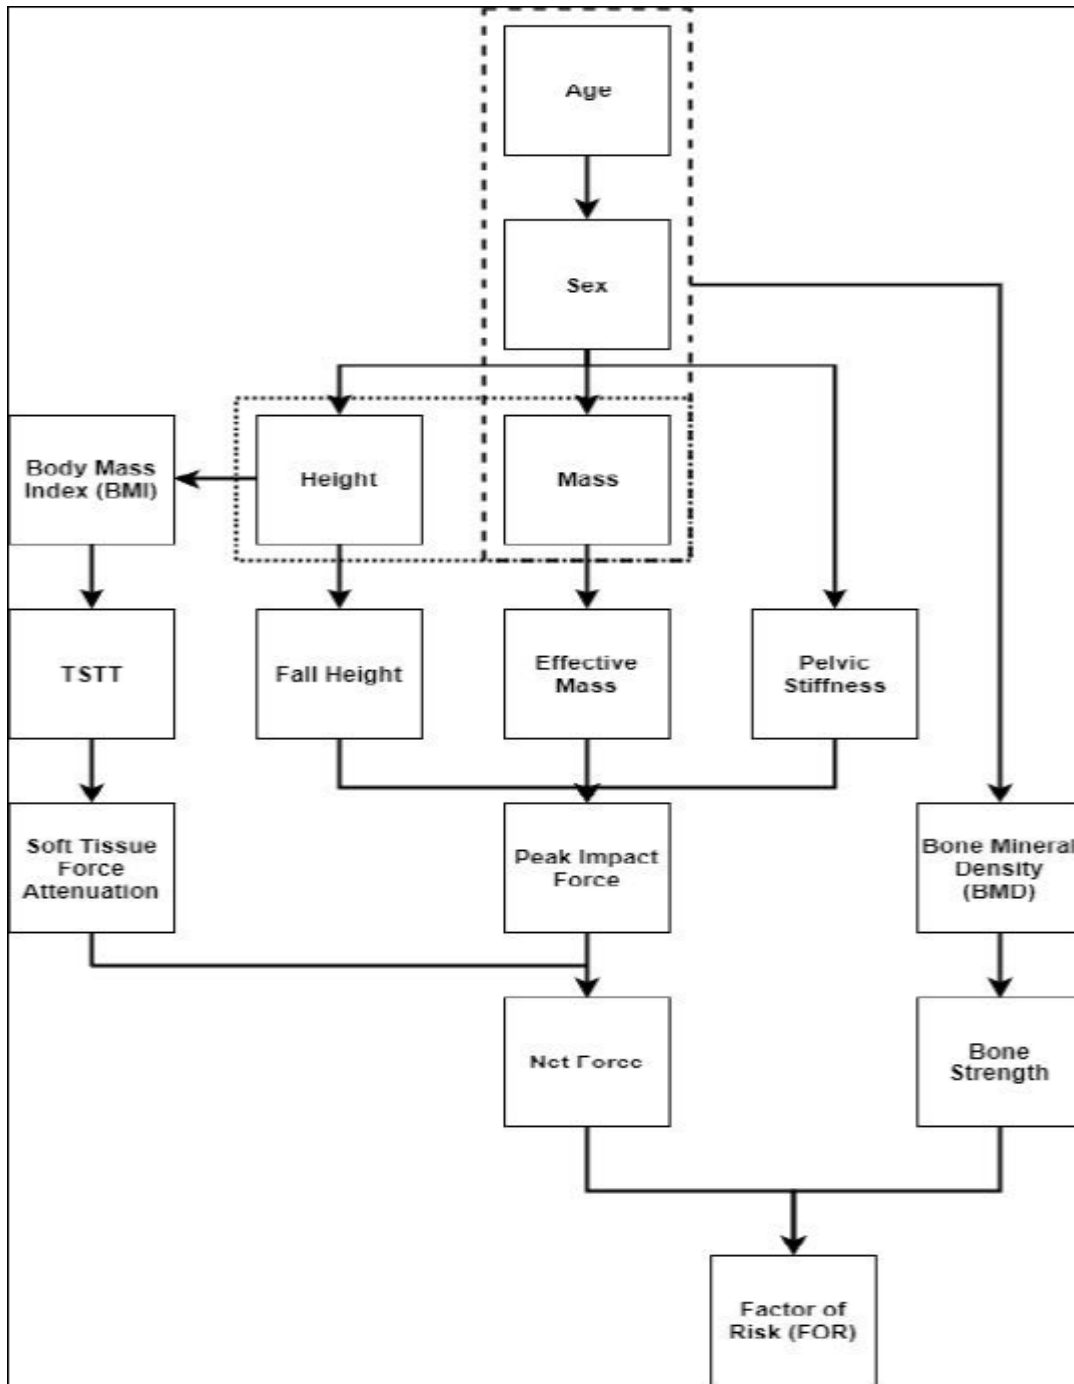 Age
Sex
Body Mass
Index (BMI)
Height
Mass
TSTT
Fall Height
Effective
Mass
Pelvic
Stiffness
Soft Tissue
Force
Attenuation
Peak Impact
Force
Bone Mineral
Density
(BMD)
Net Force
Bone
Strength
Factor of
Risk (FOR)